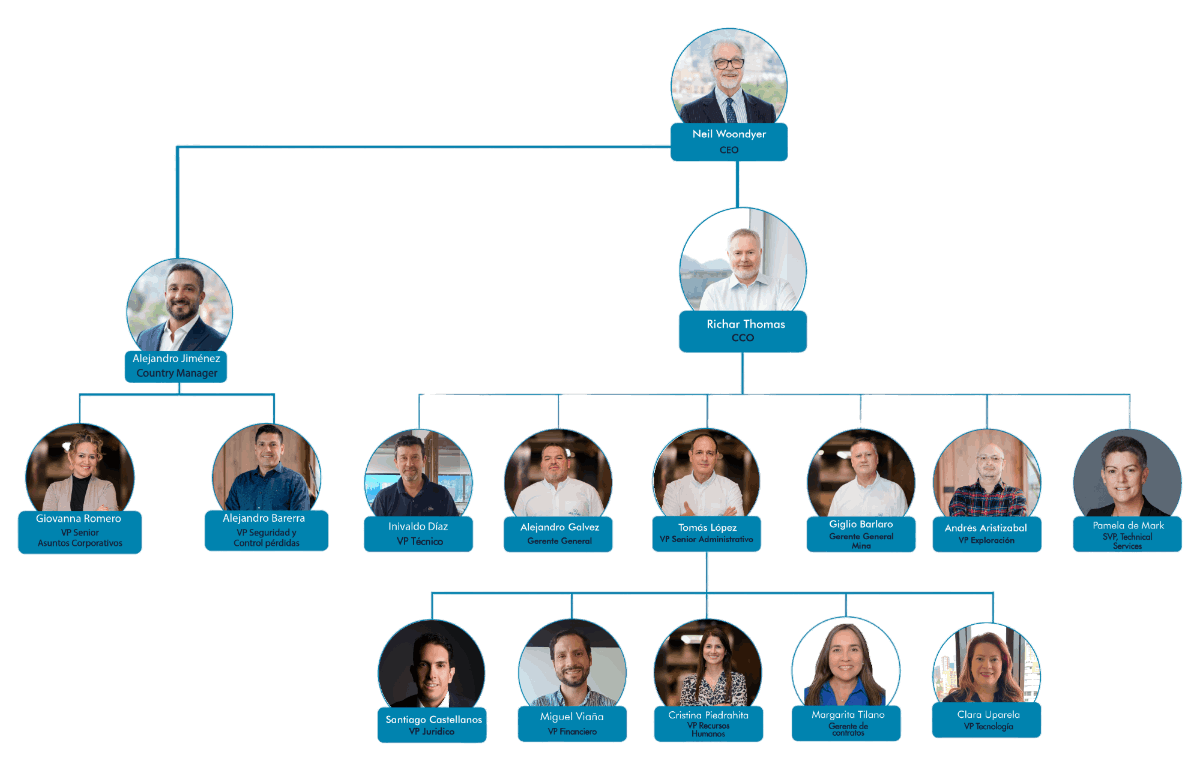 Neil Woondyer
CEO
Richar Thomas
CCO
Alejandro Jiménez
Country Manager
Giovanna Romero
VP Senior
Asuntos Corporativos
Alejandro Barerra
VP Seguridad y
Control pérdidas
Inivaldo Díaz
VP Técnico
Alejandro Galvez
Gerente General
Tomás López
VP Senior Administrativo
Giglio Barlaro
Gerente General
Mina
Andrés Aristizabal
VP Exploración
Pamela de Mark
SVP, Technical
Services
Santiago Castellanos
VP Jurídico
Miguel Viaña
VP Financiero
Cristina Piedrahita
VP Recursos
Humanos
Margarita Tilano
Gerente de
contratos
Clara Uparela
VP Tecnología